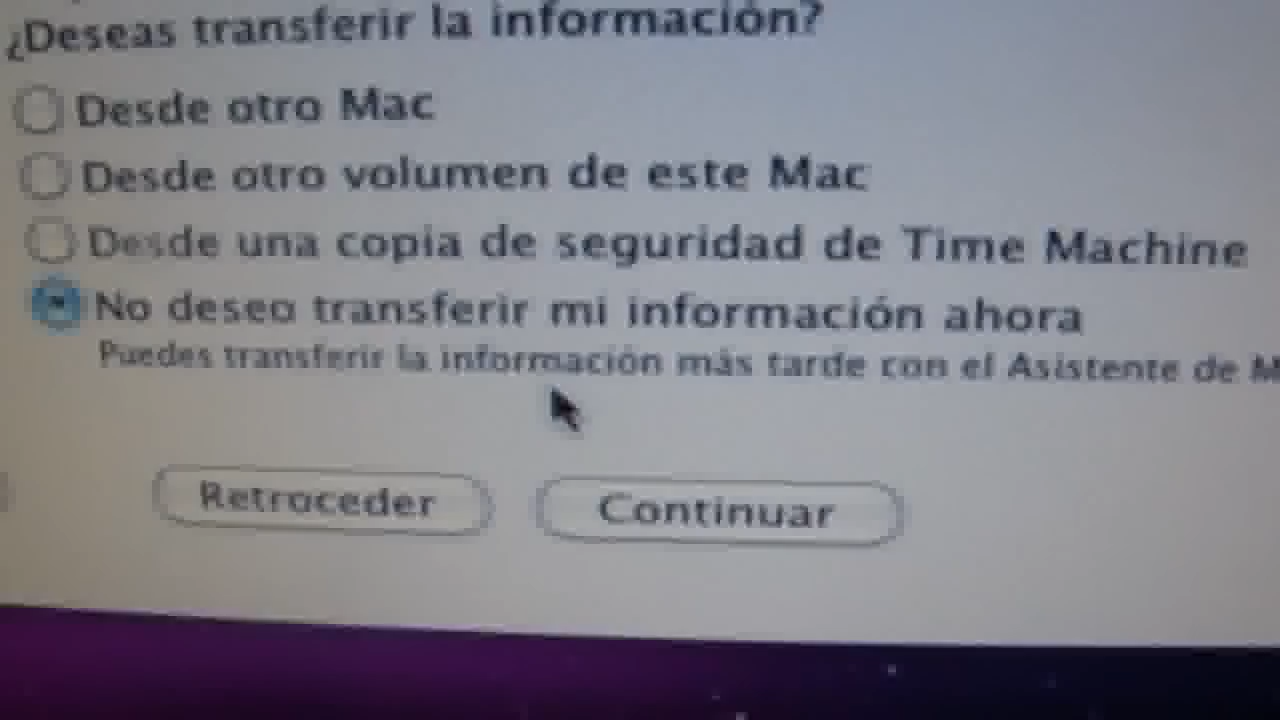 ¿Deseas transferir la información?
Desde otro Mac
Desde otro volumen de este Mac
Desde una copia de seguridad de Time Machine
No deseo transferir mi información ahora
Puedes transferir la información más tarde con el Asistente de M
Retroceder
Continuar